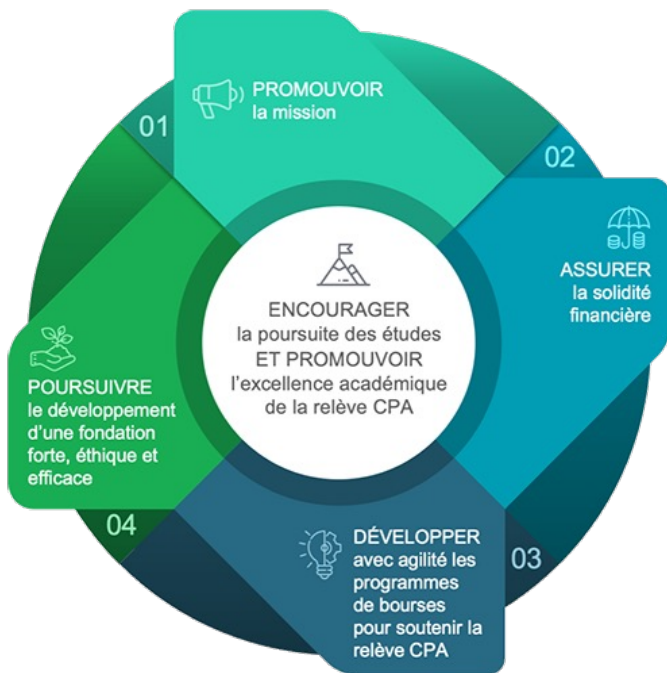 01
PROMOUVOIR
la mission
02
ASSURER
la solidité
financière
ENCOURAGER
la poursuite des études
ET PROMOUVOIR
l'excellence académique
de la relève CPA
03
DÉVELOPPER
avec agilité les
programmes
de bourses
pour soutenir la
relève CPA
04
POURSUIVRE
le développement
d'une fondation
forte, éthique et
efficace